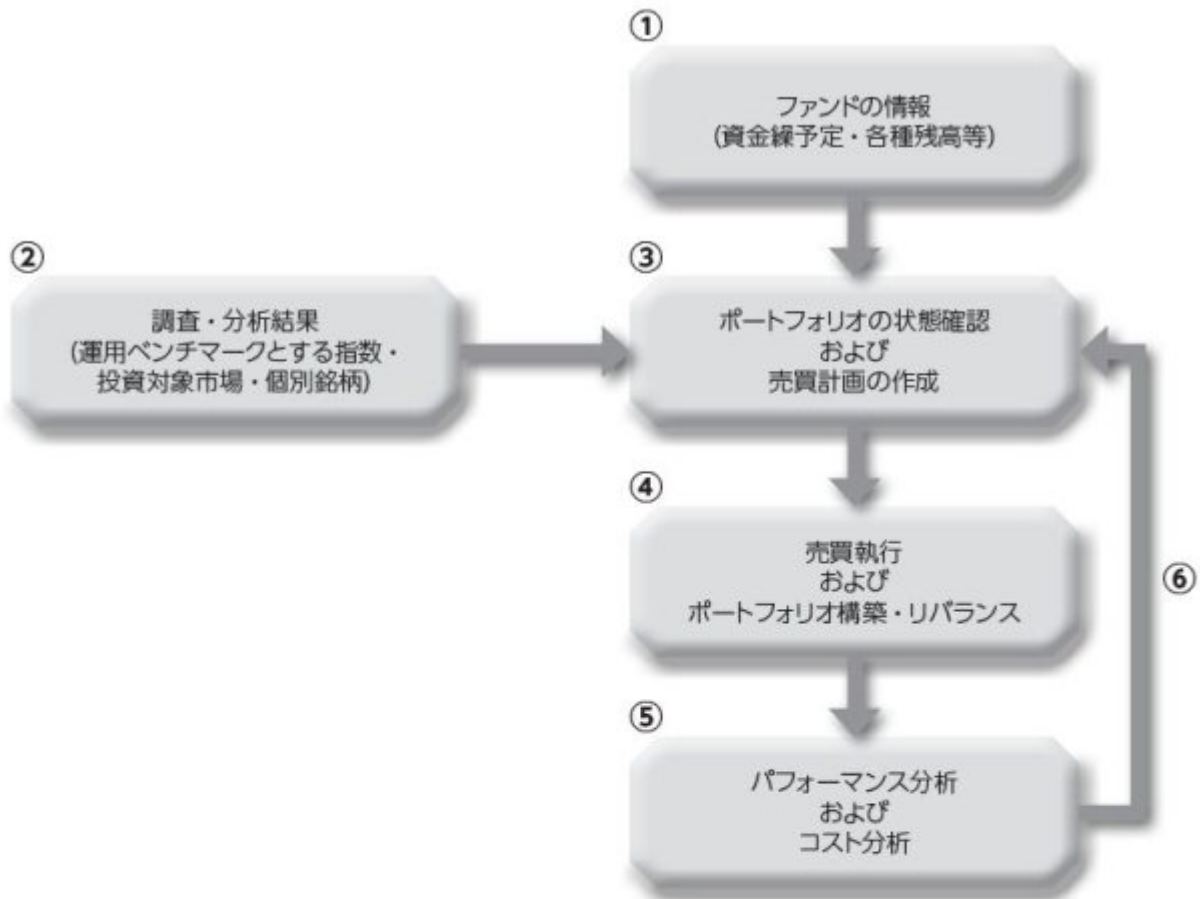 ①
ファンドの情報
(資金繰予定・各種残高等)
②
調査・分析結果
(運用ベンチマークとする指数・
投資対象市場・個別銘柄)
③
ポートフォリオの状態確認
および
売買計画の作成
④
売買執行
および
ポートフォリオ構築・リバランス
⑤
パフォーマンス分析
および
コスト分析
⑥